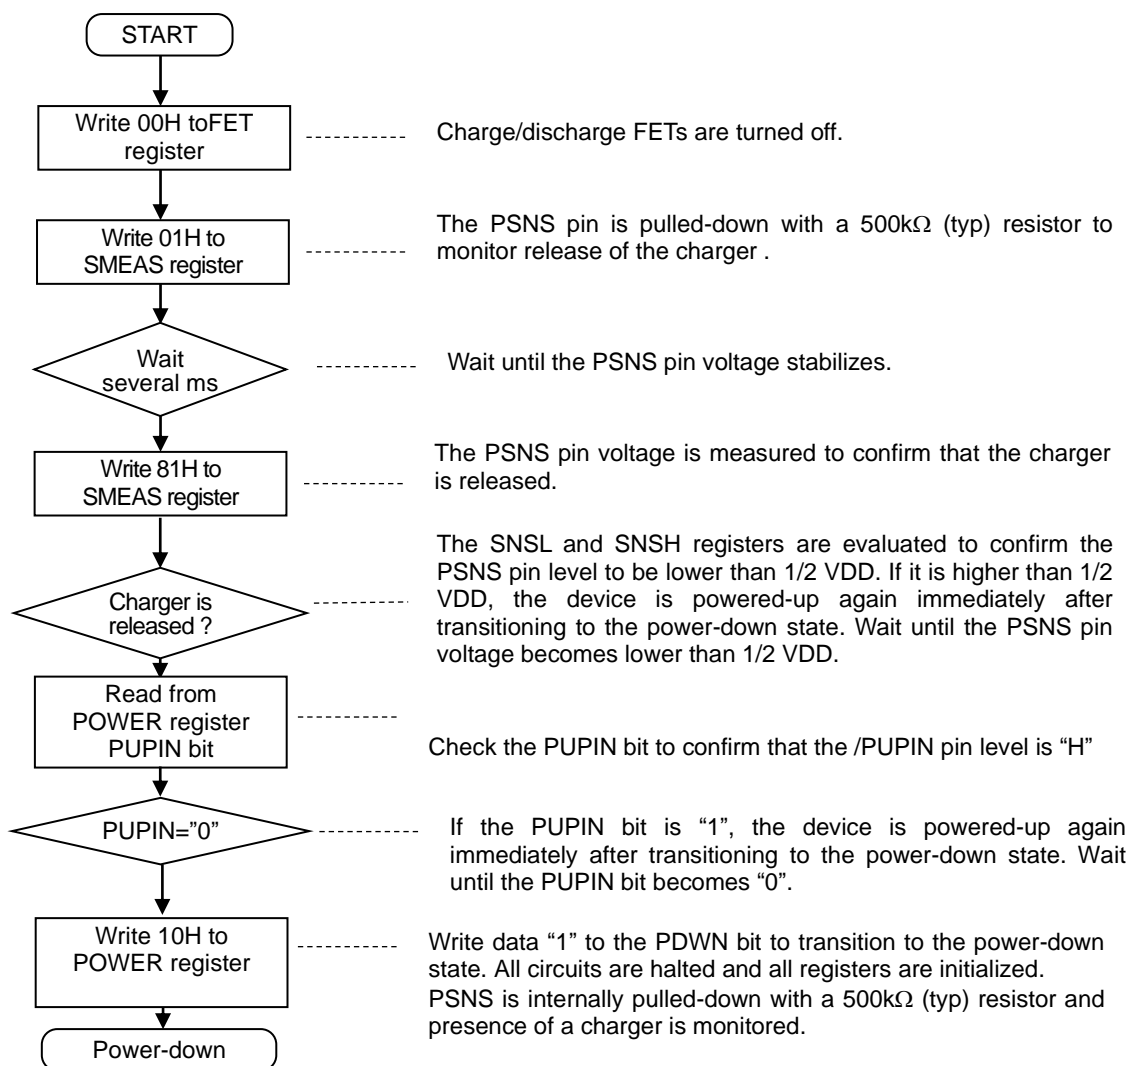 START
Write 00H toFET
register
Charge/discharge FETs are turned off.
Write 01H to
SMEAS register
The PSNS pin is pulled-down with a 500kΩ (typ) resistor to
monitor release of the charger .
Wait
several ms
Wait until the PSNS pin voltage stabilizes.
Write 81H to
SMEAS register
The PSNS pin voltage is measured to confirm that the charger
is released.
Charger is
released ?
The SNSL and SNSH registers are evaluated to confirm the
PSNS pin level to be lower than 1/2 VDD. If it is higher than 1/2
VDD, the device is powered-up again immediately after
transitioning to the power-down state. Wait until the PSNS pin
voltage becomes lower than 1/2 VDD.
Read from
POWER register
PUPIN bit
Check the PUPIN bit to confirm that the /PUPIN pin level is “H”
PUPIN=”0”
If the PUPIN bit is “1”, the device is powered-up again
immediately after transitioning to the power-down state. Wait
until the PUPIN bit becomes “0”.
Write 10H to
POWER register
Write data “1” to the PDWN bit to transition to the power-down
state. All circuits are halted and all registers are initialized.
PSNS is internally pulled-down with a 500kΩ (typ) resistor and
presence of a charger is monitored.
Power-down